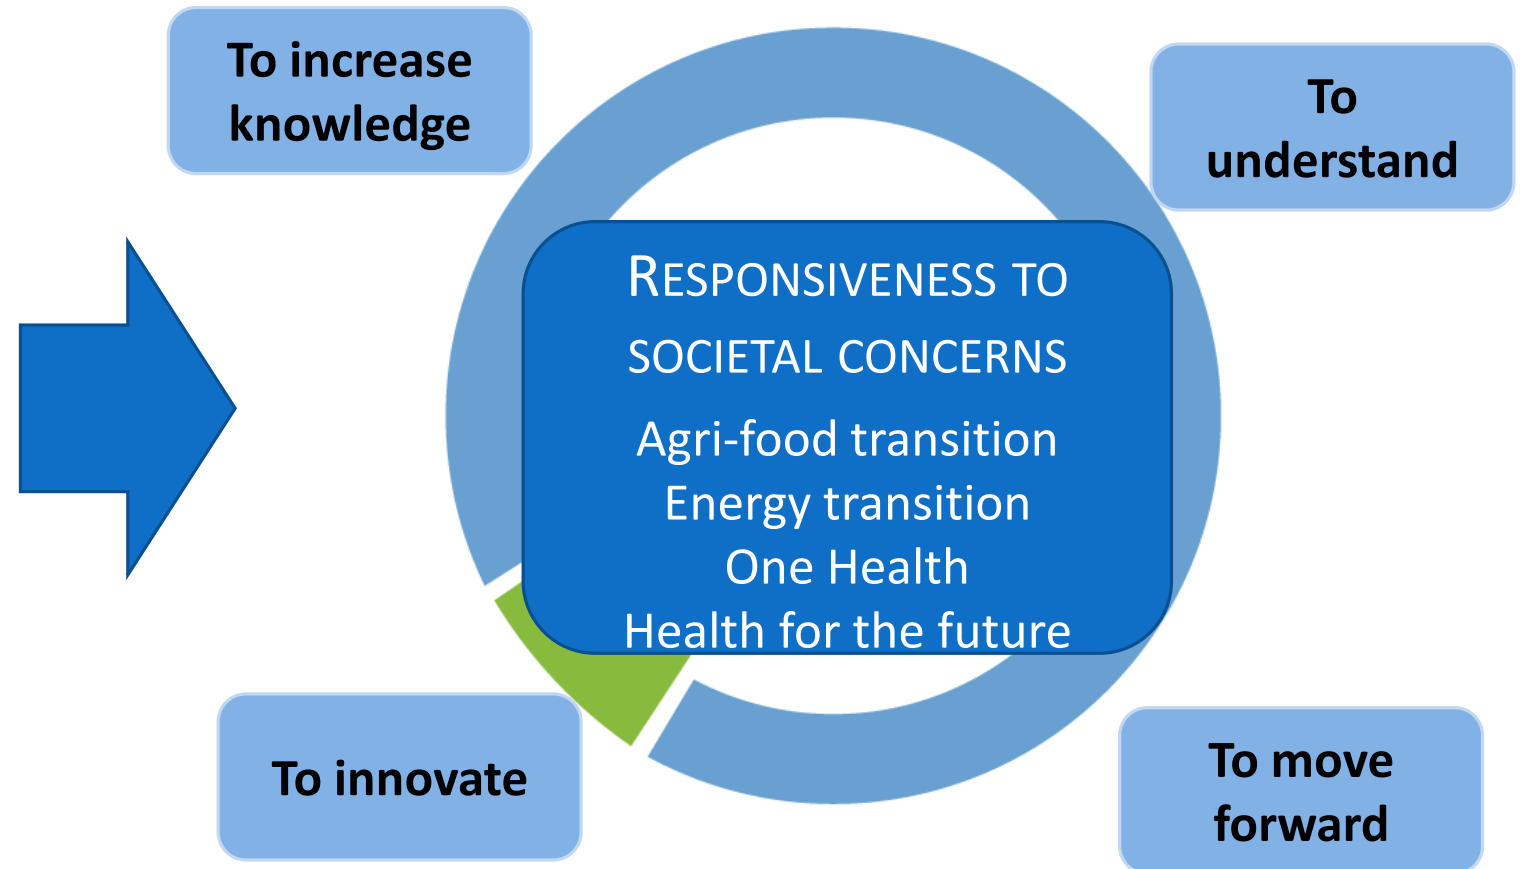 To increase
knowledge
To
understand
RESPONSIVENESS TO
SOCIETAL CONCERNS
Agri-food transition
Energy transition
One Health
Health for the future
To innovate
To move
forward